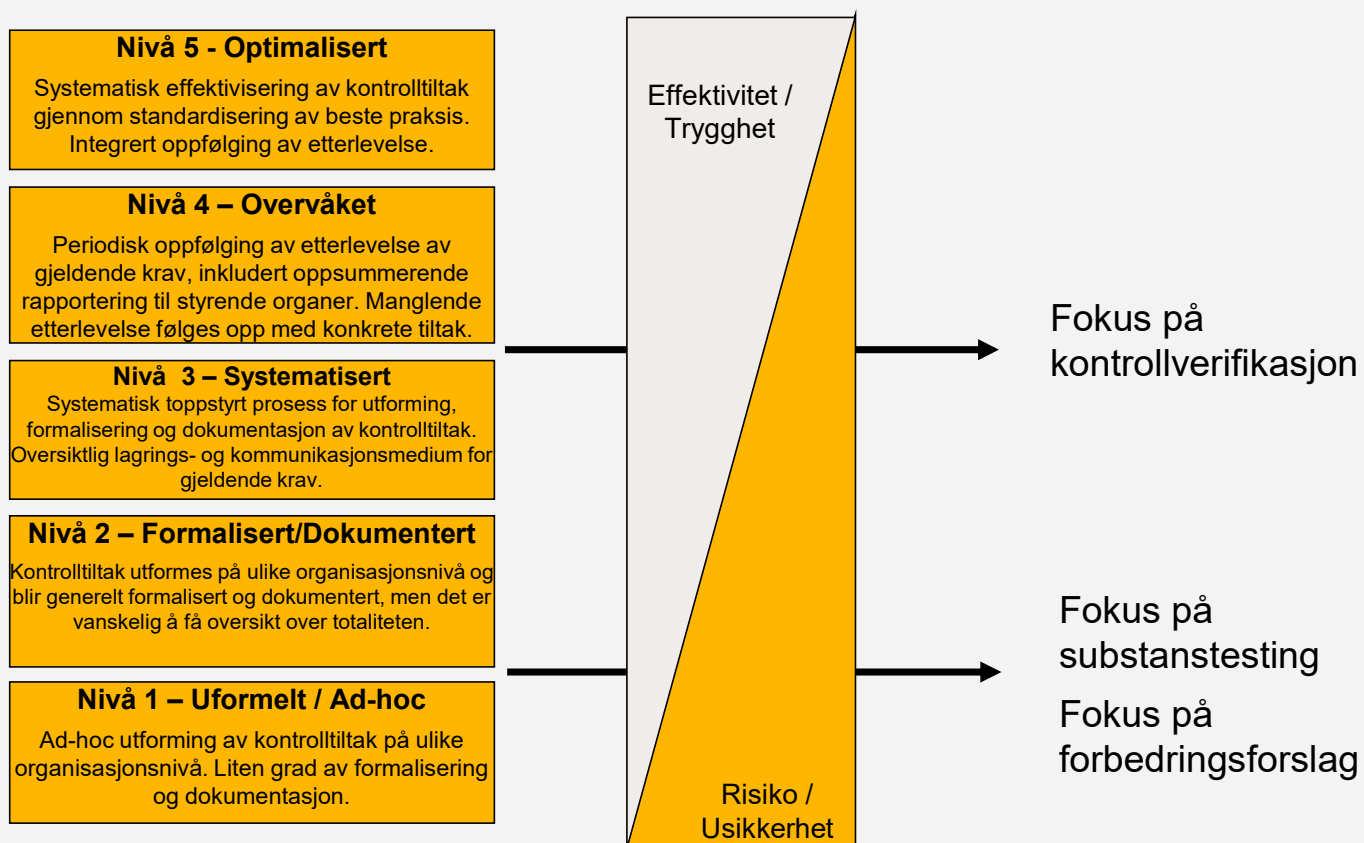 Nivå 5 - Optimalisert
Systematisk effektivisering av kontrolltiltak
gjennom standardisering av beste praksis.
Integrert oppfølging av etterlevelse.
Nivå 4 – Overvåket
Periodisk oppfølging av etterlevelse av
gjeldende krav, inkludert oppsummerende
rapportering til styrende organer. Manglende
etterlevelse følges opp med konkrete tiltak.
Nivå 3 – Systematisert
Systematisk toppstyrt prosess for utforming,
formalisering og dokumentasjon av kontrolltiltak.
Oversiktlig lagrings- og kommunikasjonsmedium for
gjeldende krav.
Nivå 2 – Formalisert/Dokumentert
Kontrolltiltak utformes på ulike organisasjonsnivå og
blir generelt formalisert og dokumentert, men det er
vanskelig å få oversikt over totaliteten.
Nivå 1 – Uformelt / Ad-hoc
Ad-hoc utforming av kontrolltiltak på ulike
organisasjonsnivå. Liten grad av formalisering
og dokumentasjon.
Effektivitet /
Trygghet
Risiko /
Usikkerhet
Fokus på
kontrollverifikasjon
Fokus på
substanstesting
Fokus på
forbedringsforslag